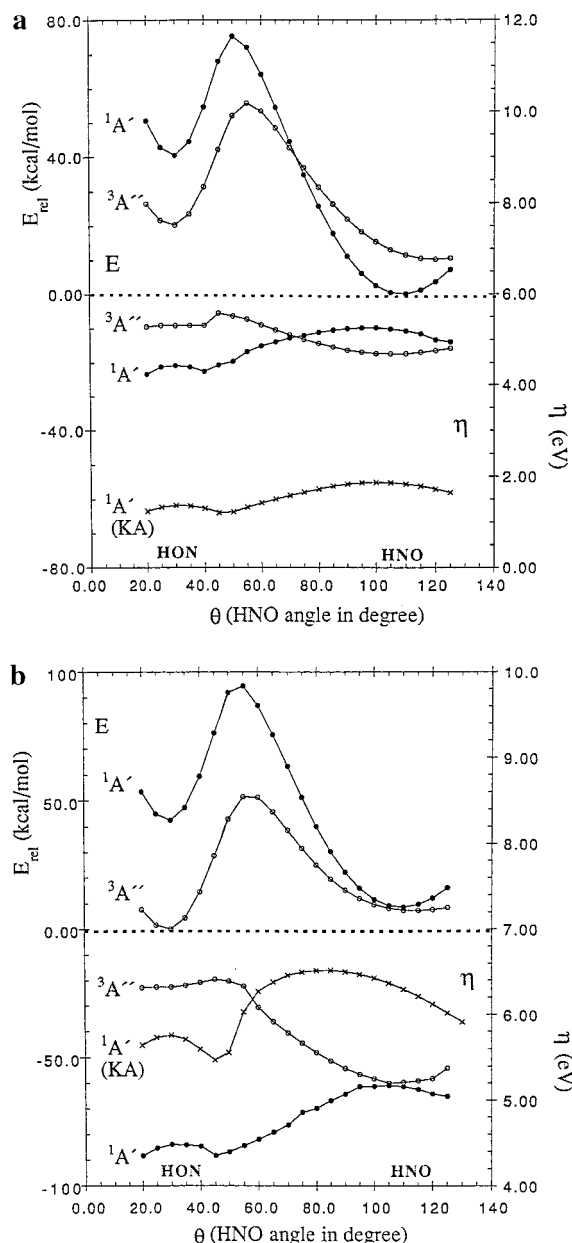 a
80.0
40.0
0.00
-40.0
-80.0
E_rel (kcal/mol)
¹A′
³A′′
E
³A′′
¹A′
¹A′
(KA)
HON
HNO
η
12.0
10.0
8.00
6.00
4.00
2.00
0.00
η (eV)
0.00 20.0 40.0 60.0 80.0 100 120 140
θ (HNO angle in degree)
b
100
50.0
0.00
-50.0
-100
E_rel (kcal/mol)
E
¹A′
³A′′
³A′′
¹A′
(KA)
¹A′
HON
HNO
η
10.0
9.00
8.00
7.00
6.00
5.00
4.00
η (eV)
0.00 20.0 40.0 60.0 80.0 100 120 140
θ (HNO angle in degree)